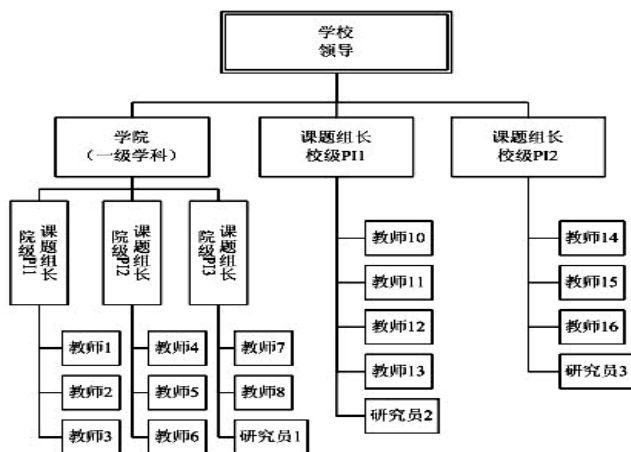 学校
领导
学院
（一级学科）
课题组长
校级PI1
课题组长
校级PI2
课题组长
院级PI1
课题组长
院级PI2
课题组长
院级PI3
教师1
教师2
教师3
教师4
教师5
教师6
教师7
教师8
研究员1
教师10
教师11
教师12
教师13
研究员2
教师14
教师15
教师16
研究员3